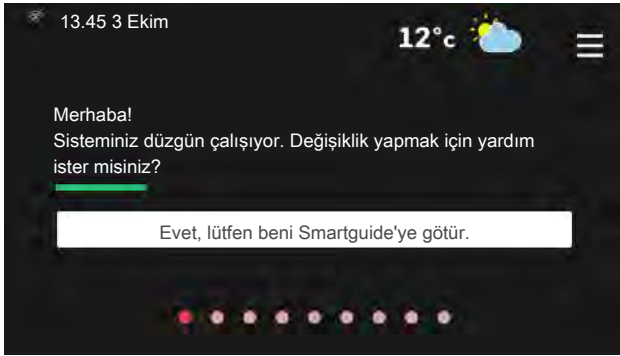 13.45 3 Ekim
12°c
Merhaba!
Sisteminiz düzgün çalışıyor. Değişiklik yapmak için yardım
ister misiniz?
Evet, lütfen beni Smartguide'ye götür.